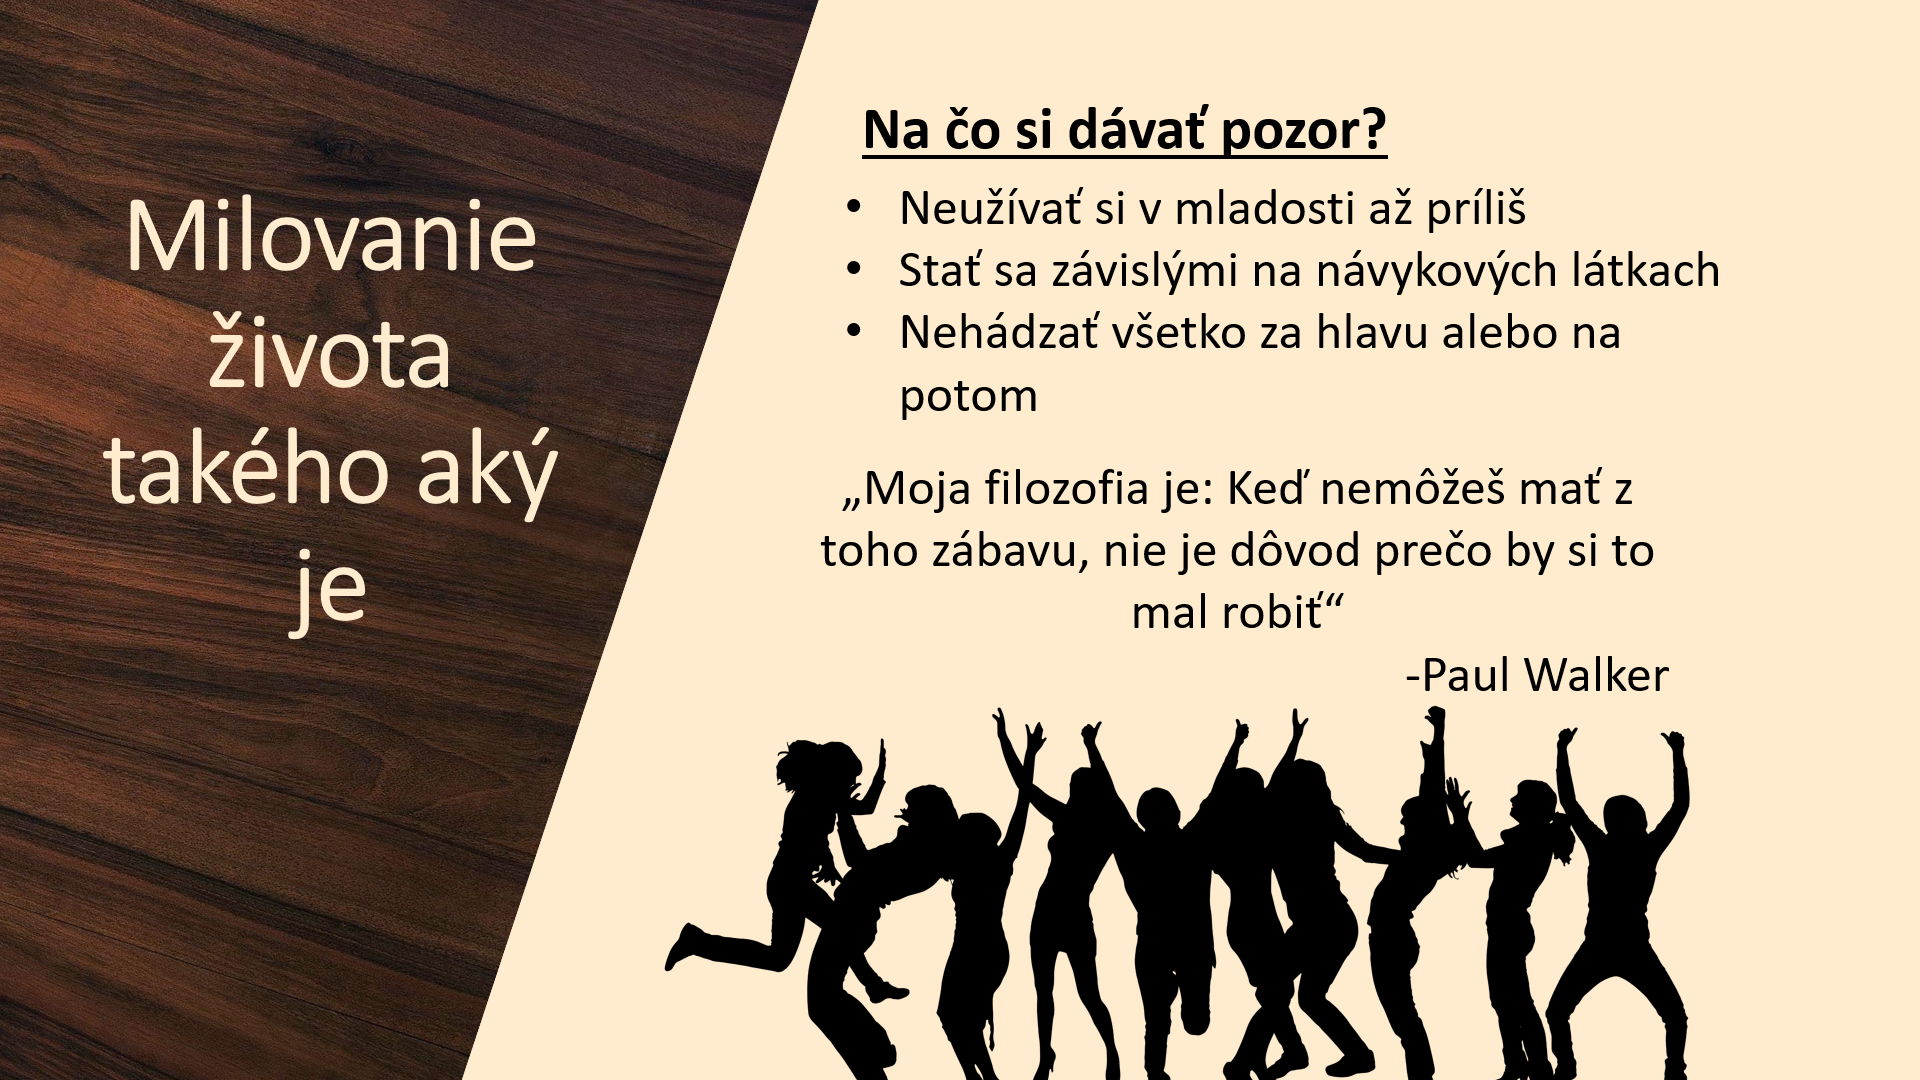 Milovanie
života
takého aký
je
Na čo si dávať pozor?
• Neužívať si v mladosti až príliš
• Stať sa závislými na návykových látkach
• Nehádzať všetko za hlavu alebo na
potom
„Moja filozofia je: Keď nemôžeš mať z
toho zábavu, nie je dôvod prečo by si to
mal robiť“
-Paul Walker